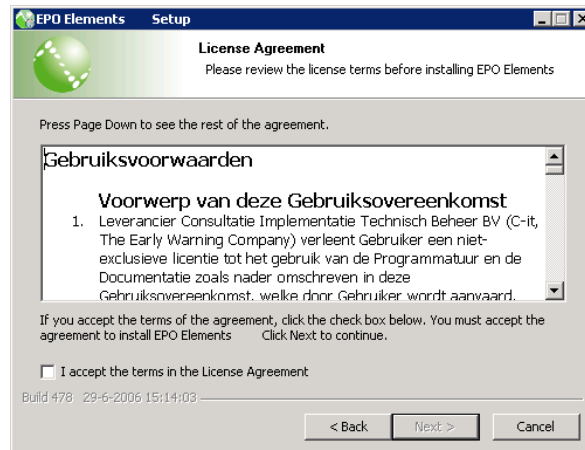 EPO Elements Setup
License Agreement
Please review the license terms before installing EPO Elements
Press Page Down to see the rest of the agreement.
Gebruiksvoorwaarden
Voorwerp van deze Gebruiksovereenkomst
1. Leverancier Consultatie Implementatie Technisch Beheer BV (C-it,
The Early Warning Company) verleent Gebruiker een niet-
exclusieve licentie tot het gebruik van de Programmatuur en de
Documentatie zoals nader omschreven in deze
Gebruiksovereenkomst, welke door Gebruiker wordt aanvaard.
If you accept the terms of the agreement, click the check box below. You must accept the
agreement to install EPO Elements Click Next to continue.
I accept the terms in the License Agreement
Build 478 29-6-2006 15:14:03
< Back Next > Cancel